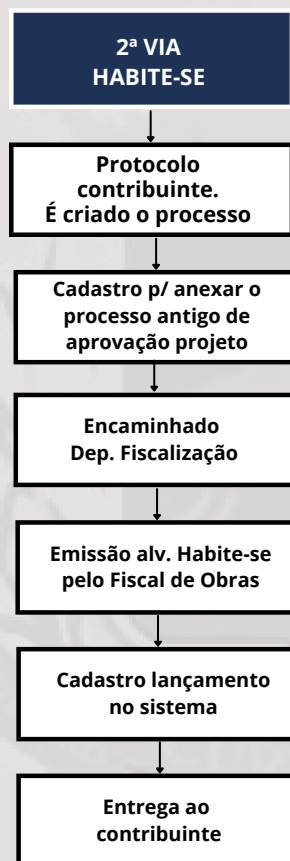 2ª VIA
HABITE-SE
Protocolo
contribuinte.
É criado o processo
Cadastro p/ anexar o
processo antigo de
aprovação projeto
Encaminhado
Dep. Fiscalização
Emissão alv. Habite-se
pelo Fiscal de Obras
Cadastro lançamento
no sistema
Entrega ao
contribuinte